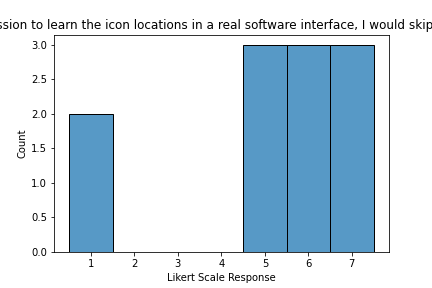 ssion to learn the icon locations in a real software interface, I would skip
3.0
2.5
2.0
1.5
1.0
0.5
0.0
Count
1 2 3 4 5 6 7
Likert Scale Response